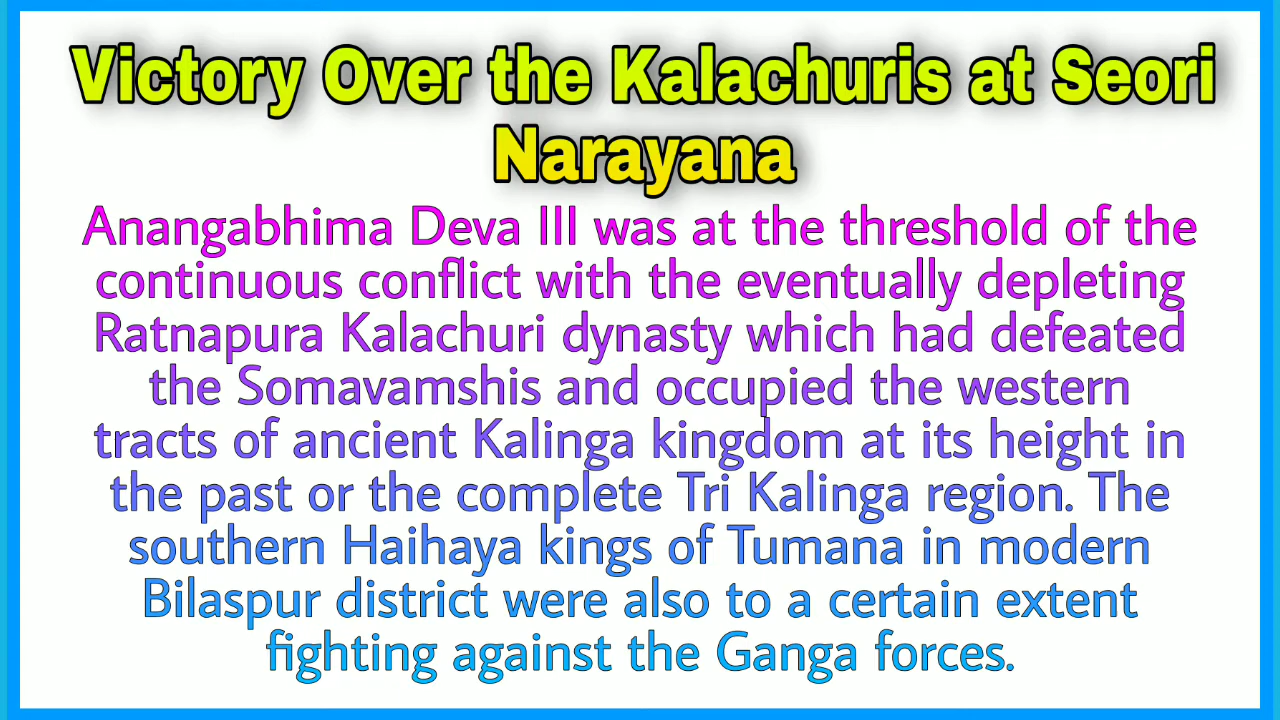 Victory Over the Kalachuris at Seori
Narayana
Anangabhima Deva III was at the threshold of the
continuous conflict with the eventually depleting
Ratnapura Kalachuri dynasty which had defeated
the Somavamshis and occupied the western
tracts of ancient Kalinga kingdom at its height in
the past or the complete Tri Kalinga region. The
southern Haihaya kings of Tumana in modern
Bilaspur district were also to a certain extent
fighting against the Ganga forces.